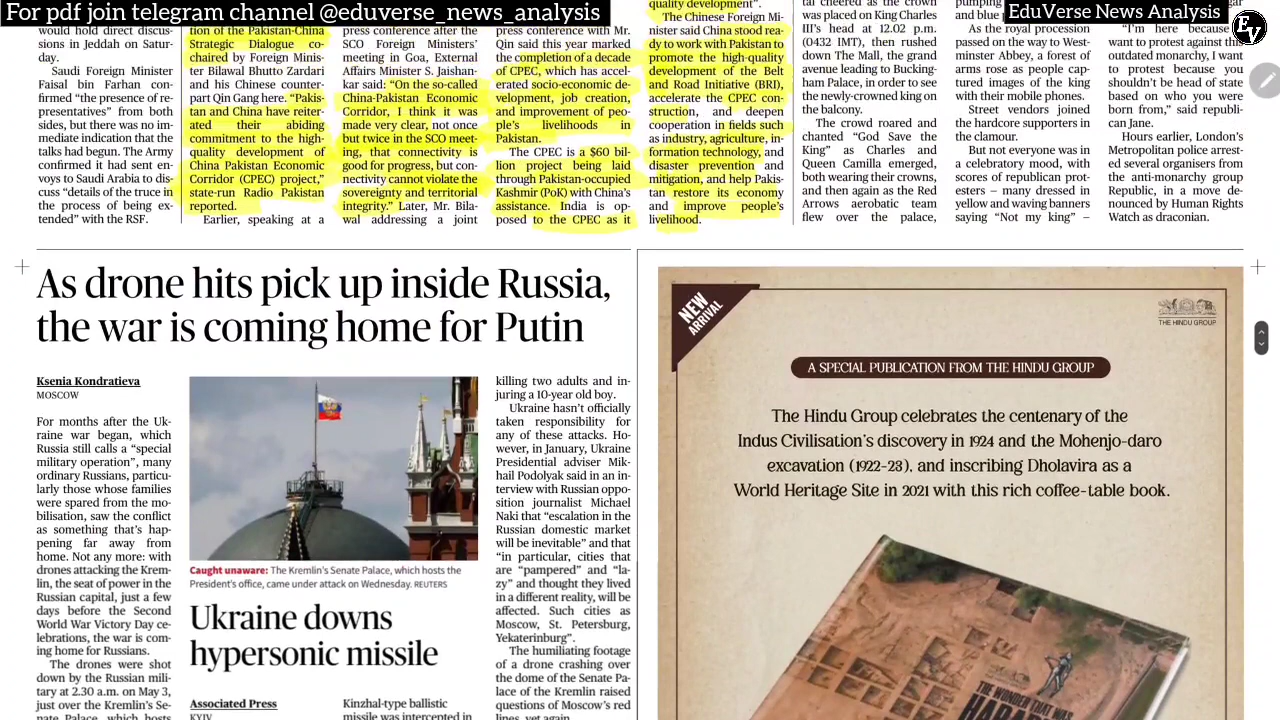 For pdf join telegram channel @eduverse_news_analysis
EduVerse News Analysis
would hold direct discus-
sions in Jeddah on Satur-
day.
Saudi Foreign Minister
Faisal bin Farhan con-
firmed “the presence of re-
presentatives” from both
sides, but there was no im-
mediate indication that the
talks had begun. The Army
confirmed it had sent en-
voys to Saudi Arabia to dis-
cuss “details of the truce in
the process of being ex-
tended” with the RSF.
tion of the Pakistan-China
Strategic Dialogue co-
chaired by Foreign Minis-
ter Bilawal Bhutto Zardari
and his Chinese counter-
part Qin Gang here. “Pakis-
tan and China have reiter-
ated their abiding
commitment to the high-
quality development of
China Pakistan Economic
Corridor (CPEC) project,”
state-run Radio Pakistan
reported.
Earlier, speaking at a
press conference after the
SCO Foreign Ministers’
meeting in Goa, External
Affairs Minister S. Jaishan-
kar said: “On the so-called
China-Pakistan Economic
Corridor, I think it was
made very clear, not once
but twice in the SCO meet-
ing, that connectivity is
good for progress, but con-
nectivity cannot violate the
sovereignty and territorial
integrity.” Later, Mr. Bila-
wal addressing a joint
press conference with Mr.
Qin said this year marked
the completion of a decade
of CPEC, which has accel-
erated socio-economic de-
velopment, job creation,
and improvement of peo-
ple’s livelihoods in
Pakistan.
The CPEC is a $60 bil-
lion project being laid
through Pakistan-occupied
Kashmir (PoK) with China’s
assistance. India is op-
posed to the CPEC as it
quality development”.
The Chinese Foreign Mi-
nister said China stood rea-
dy to work with Pakistan to
promote the high-quality
development of the Belt
and Road Initiative (BRI),
accelerate the CPEC con-
struction, and deepen
cooperation in fields such
as industry, agriculture, in-
formation technology, and
disaster prevention and
mitigation, and help Pakis-
tan restore its economy
and improve people’s
livelihood.
tal cheered as the crown
was placed on King Charles
III’s head at 12.02 p.m.
(0432 IMT), then rushed
down The Mall, the grand
avenue leading to Bucking-
ham Palace, in order to see
the newly-crowned king on
the balcony.
The crowd roared and
chanted “God Save the
King” as Charles and
Queen Camilla emerged,
both wearing their crowns,
and then again as the Red
Arrows aerobatic team
flew over the palace,
pumping
and blue
As the royal procession
passed on the way to West-
minster Abbey, a forest of
arms rose as people cap-
tured images of the king
with their mobile phones.
Street vendors joined
the hardcore supporters in
the clamour.
But not everyone was in
a celebratory mood, with
scores of republican prot-
esters – many dressed in
yellow and waving banners
saying “Not my king” –
“I’m here because I
want to protest against this
outdated monarchy, I want
to protest because you
shouldn’t be head of state
based on who you were
born from,” said republi-
can Jane.
Hours earlier, London’s
Metropolitan police arrest-
ed several organisers from
the anti-monarchy group
Republic, in a move de-
nounced by Human Rights
Watch as draconian.
As drone hits pick up inside Russia,
the war is coming home for Putin
Ksenia Kondratieva
MOSCOW
For months after the Uk-
raine war began, which
Russia still calls a “special
military operation”, many
ordinary Russians, particu-
larly those whose families
were spared from the mo-
bilisation, saw the conflict
as something that’s hap-
pening far away from
home. Not any more: with
drones attacking the Krem-
lin, the seat of power in the
Russian capital, just a few
days before the Second
World War Victory Day ce-
lebrations, the war is com-
ing home for Russians.
The drones were shot
down by the Russian mili-
tary at 2.30 a.m. on May 3,
just over the Kremlin’s Se-
nate Palace, which hosts
Caught unaware: The Kremlin’s Senate Palace, which hosts the
President’s office, came under attack on Wednesday. REUTERS
Ukraine downs
hypersonic missile
Associated Press
KYIV
Kinzhal-type ballistic
missile was intercepted in
killing two adults and in-
juring a 10-year old boy.
Ukraine hasn’t officially
taken responsibility for
any of these attacks. Ho-
wever, in January, Ukraine
Presidential adviser Mik-
hail Podolyak said in an in-
terview with Russian oppo-
sition journalist Michael
Naki that “escalation in the
Russian domestic market
will be inevitable” and that
“in particular, cities that
are “pampered” and “la-
zy” and thought they lived
in a different reality, will be
affected. Such cities as
Moscow, St. Petersburg,
Yekaterinburg”.
The humiliating footage
of a drone crashing over
the dome of the Senate Pa-
lace of the Kremlin raised
questions of Moscow’s red
lines, yet again.
NEW
ARRIVAL
THE HINDU GROUP
A SPECIAL PUBLICATION FROM THE HINDU GROUP
The Hindu Group celebrates the centenary of the
Indus Civilisation’s discovery in 1924 and the Mohenjo-daro
excavation (1922-23), and inscribing Dholavira as a
World Heritage Site in 2021 with this rich coffee-table book.
THE WONDER THAT WAS